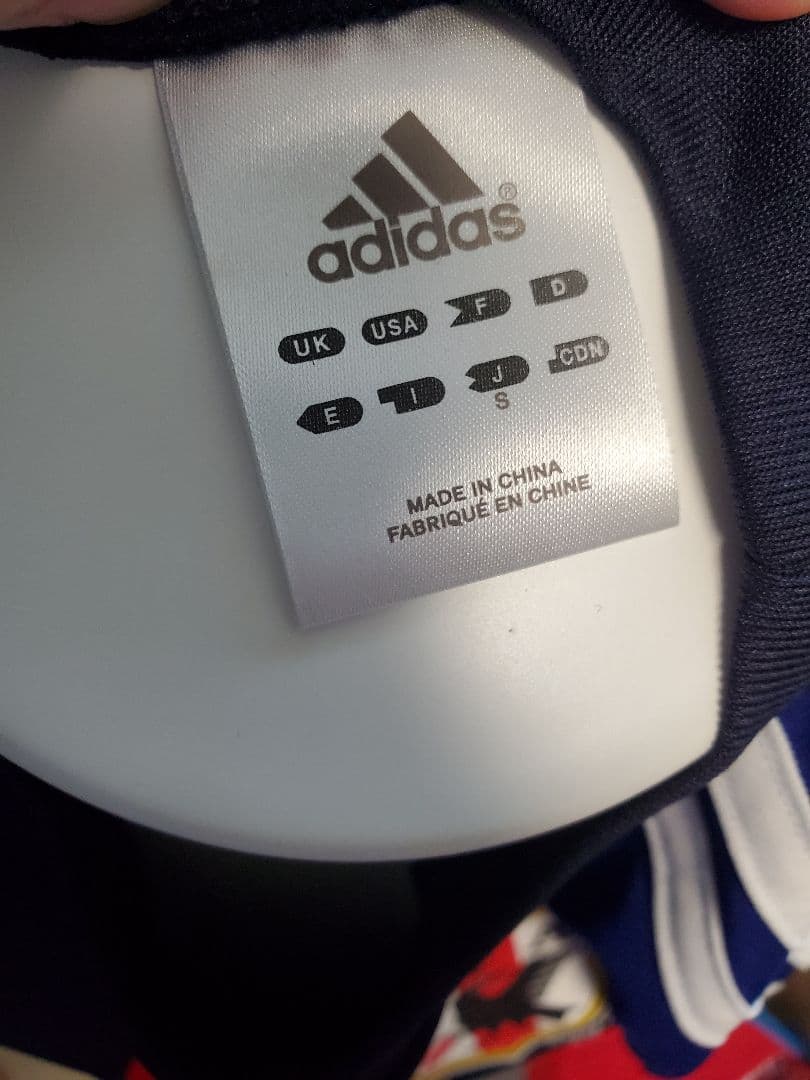 adidas®
UK USA F D
E I J CDN
S
MADE IN CHINA
FABRIQUÉ EN CHINE